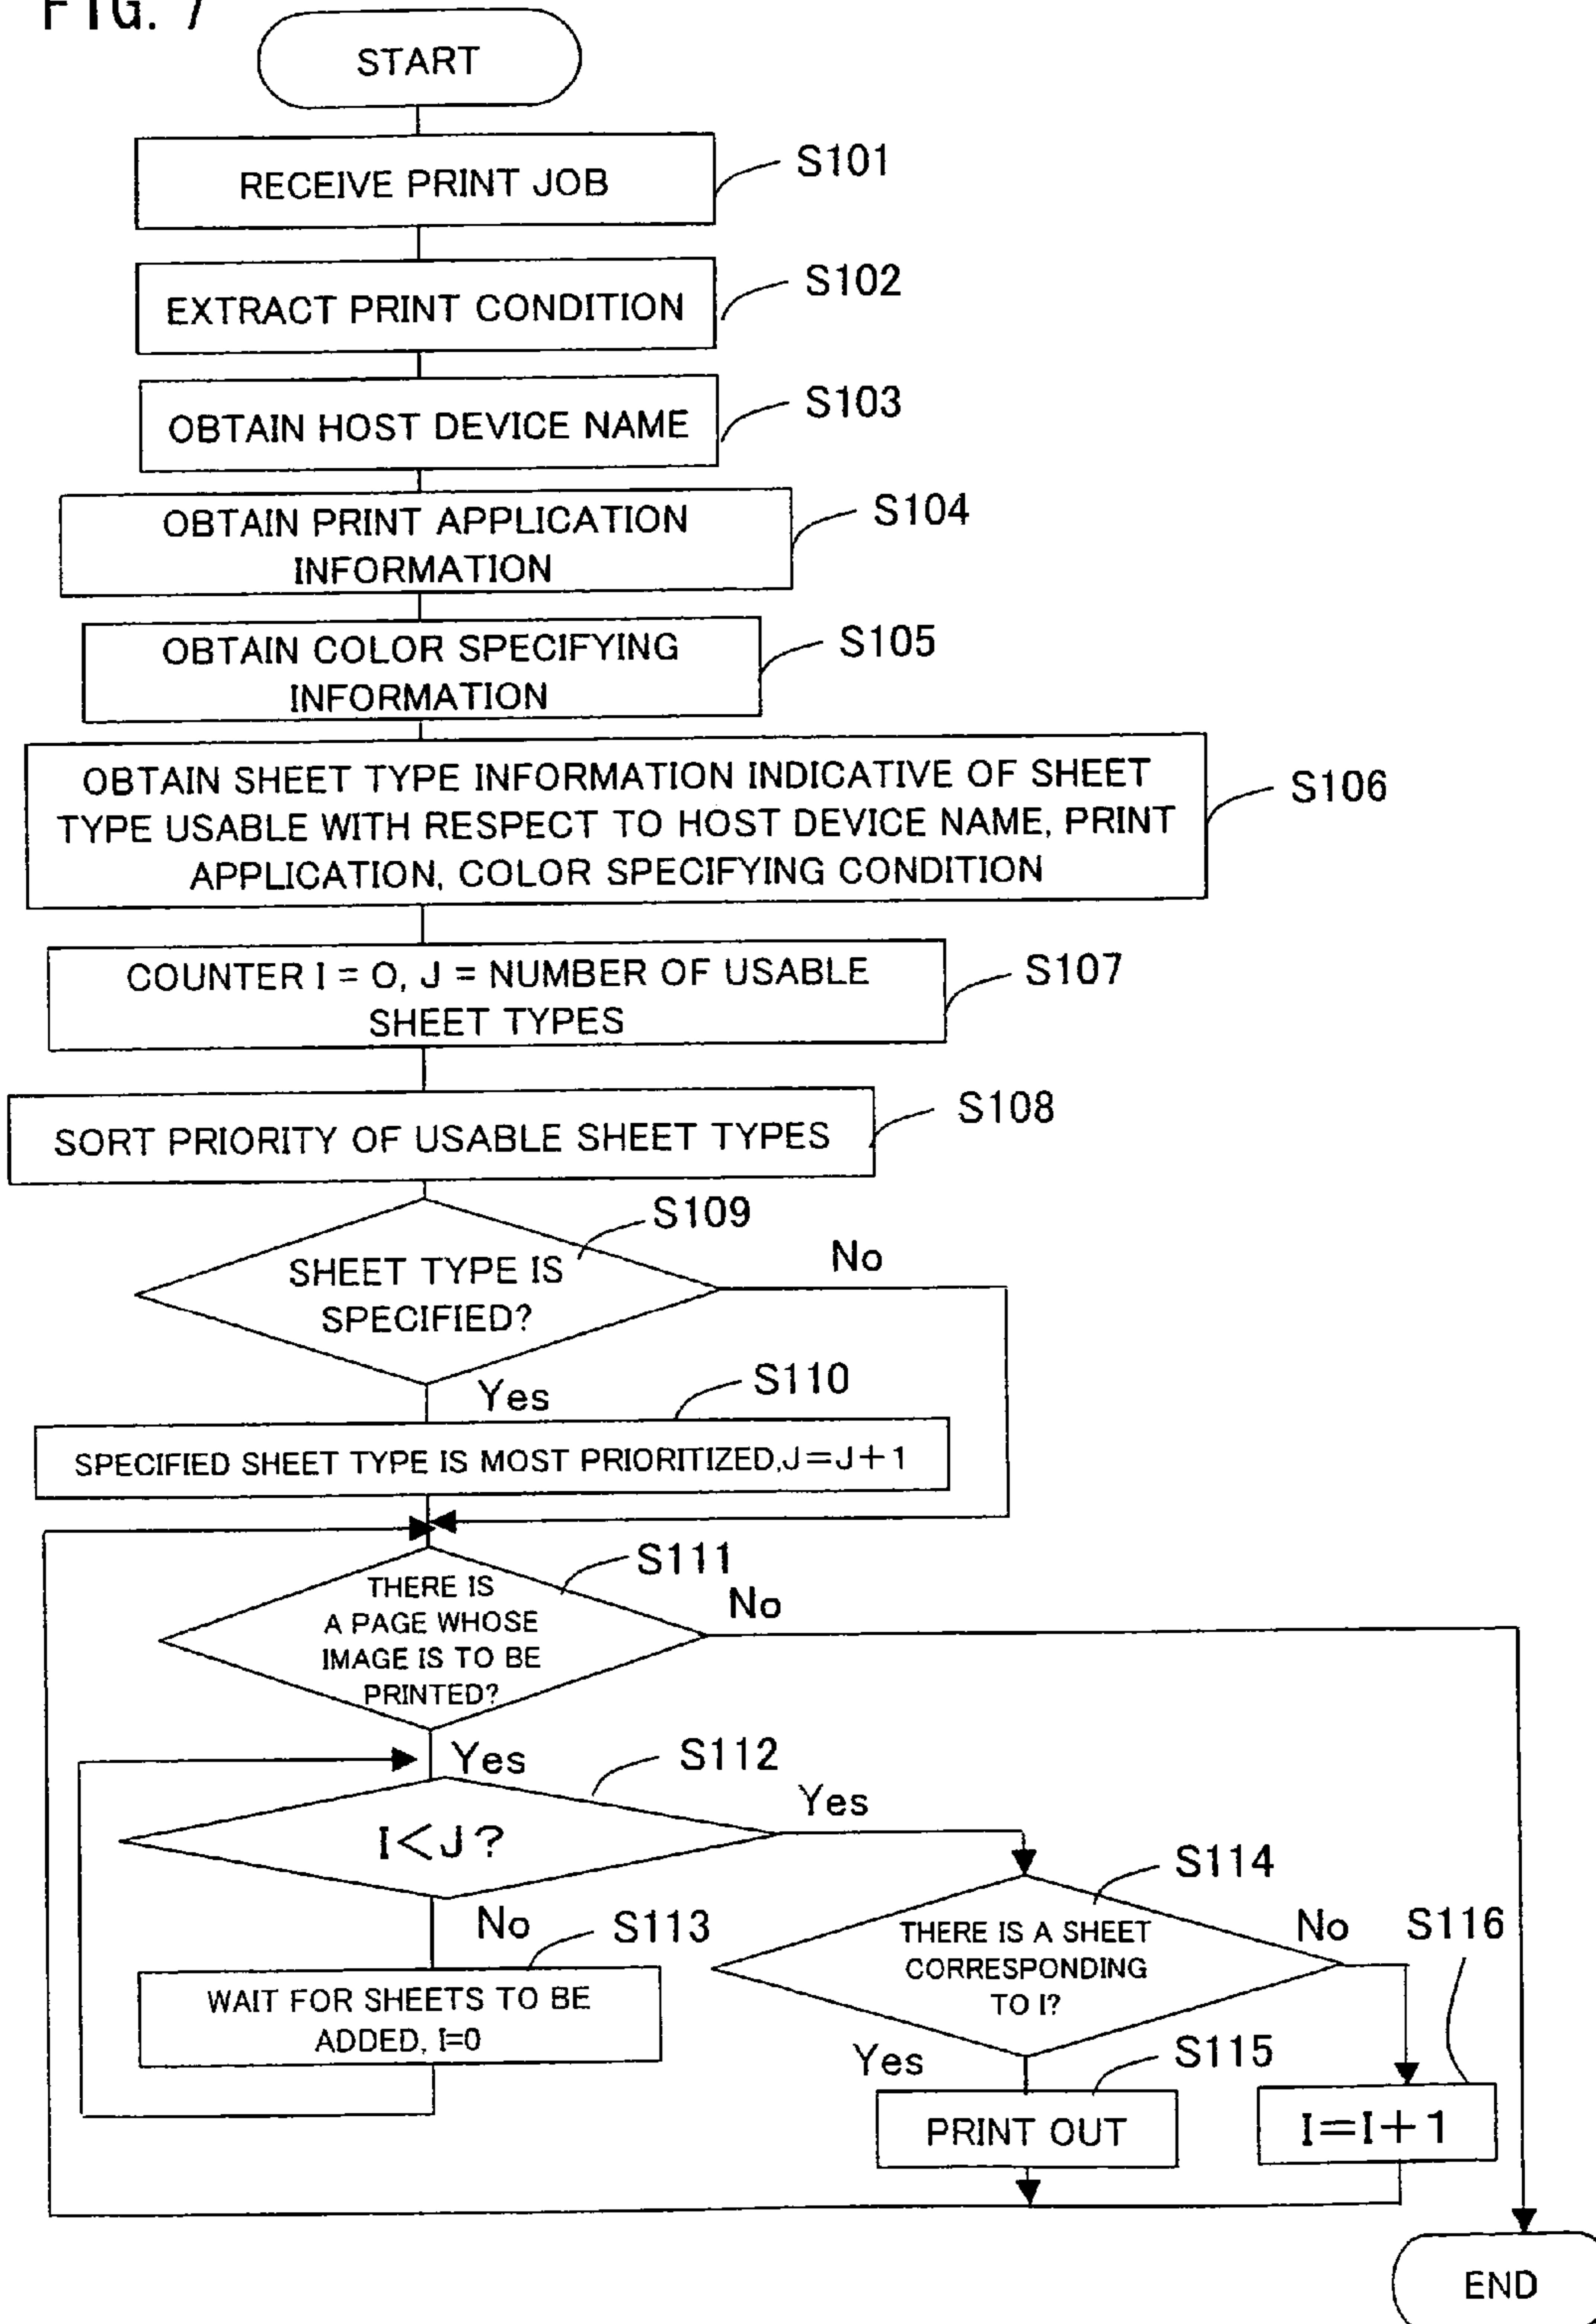 FIG. 7
START
RECEIVE PRINT JOB
S101
EXTRACT PRINT CONDITION
S102
OBTAIN HOST DEVICE NAME
S103
OBTAIN PRINT APPLICATION
INFORMATION
S104
OBTAIN COLOR SPECIFYING
INFORMATION
S105
OBTAIN SHEET TYPE INFORMATION INDICATIVE OF SHEET
TYPE USABLE WITH RESPECT TO HOST DEVICE NAME, PRINT
APPLICATION, COLOR SPECIFYING CONDITION
S106
COUNTER I = O, J = NUMBER OF USABLE
SHEET TYPES
S107
SORT PRIORITY OF USABLE SHEET TYPES
S108
SHEET TYPE IS
SPECIFIED?
S109
No
Yes
S110
SPECIFIED SHEET TYPE IS MOST PRIORITIZED,J=J+1
THERE IS
A PAGE WHOSE
IMAGE IS TO BE
PRINTED?
S111
No
Yes
S112
I<J?
Yes
No
S113
WAIT FOR SHEETS TO BE
ADDED, I=0
S114
THERE IS A SHEET
CORRESPONDING
TO I?
No
S116
Yes
S115
PRINT OUT
I=I+1
END